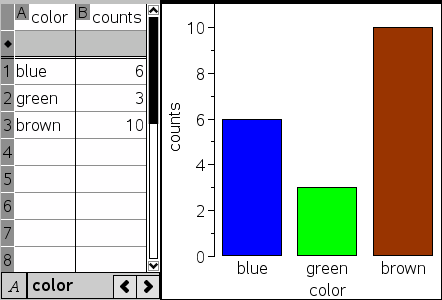 A color B counts
◆
1 blue 6
2 green 3
3 brown 10
4
5
6
7
8
A color
10
8
6
4
2
0
counts
blue green brown
color